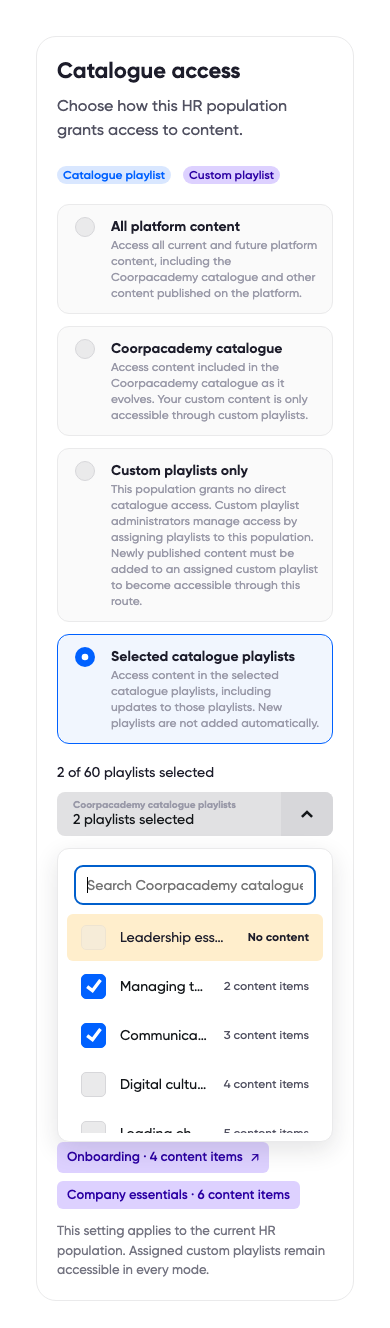 Catalogue access
Choose how this HR population
grants access to content.
Catalogue playlist
Custom playlist
All platform content
Access all current and future platform
content, including the
Coorpacademy catalogue and other
content published on the platform.
Coorpacademy catalogue
Access content included in the
Coorpacademy catalogue as it
evolves. Your custom content is only
accessible through custom playlists.
Custom playlists only
This population grants no direct
catalogue access. Custom playlist
administrators manage access by
assigning playlists to this population.
Newly published content must be
added to an assigned custom playlist
to become accessible through this
route.
Selected catalogue playlists
Access content in the selected
catalogue playlists, including
updates to those playlists. New
playlists are not added automatically.
2 of 60 playlists selected
Coorpacademy catalogue playlists
2 playlists selected
Search Coorpacademy catalogue
Leadership ess... No content
Managing t... 2 content items
Communica... 3 content items
Digital cultu... 4 content items
Leading ch... 5 content items
Onboarding · 4 content items ↗
Company essentials · 6 content items
This setting applies to the current HR
population. Assigned custom playlists remain
accessible in every mode.